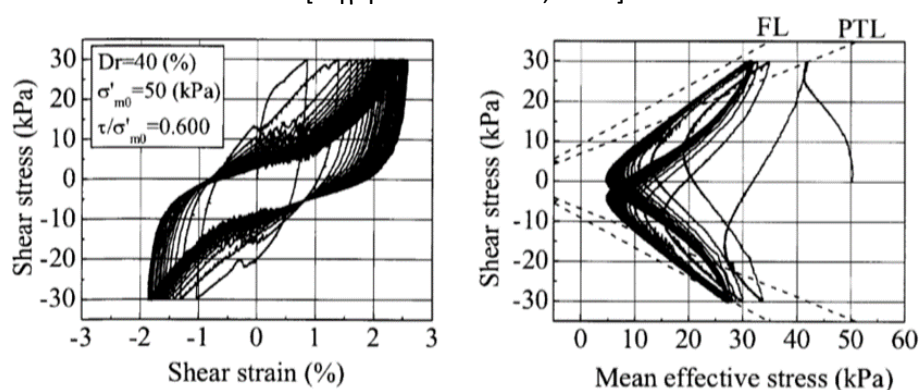 FL PTL
Dr=40 (%)
σ'm0=50 (kPa)
τ/σ'm0=0.600
Shear stress (kPa)
30
20
10
0
-10
-20
-30
-3 -2 -1 0 1 2 3
Shear strain (%)
Shear stress (kPa)
30
20
10
0
-10
-20
-30
0 10 20 30 40 50 60
Mean effective stress (kPa)